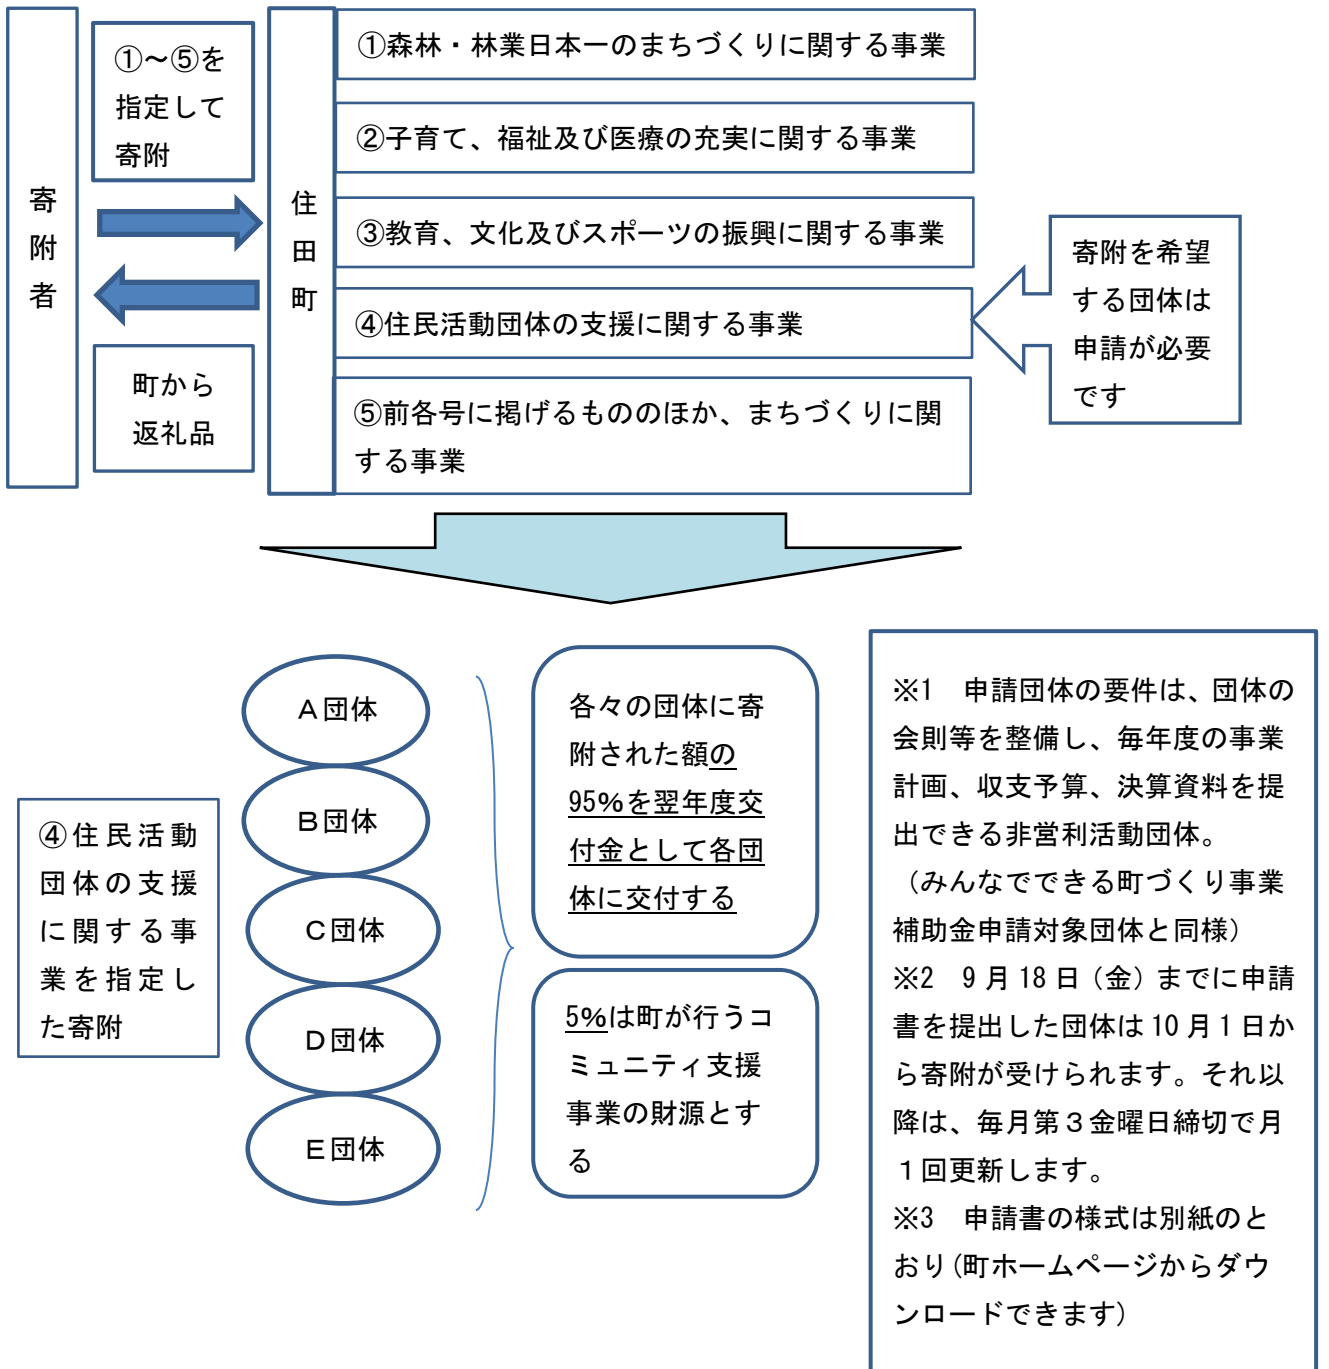 寄附者
①～⑤を
指定して
寄附
町から
返礼品
住田町
①森林・林業日本一のまちづくりに関する事業
②子育て、福祉及び医療の充実に関する事業
③教育、文化及びスポーツの振興に関する事業
④住民活動団体の支援に関する事業
⑤前各号に掲げるもののほか、まちづくりに関
する事業
寄附を希望
する団体は
申請が必要
です
④住民活動
団体の支援
に関する事
業を指定し
た寄附
Ａ団体
Ｂ団体
Ｃ団体
Ｄ団体
Ｅ団体
各々の団体に寄
附された額の
95%を翌年度交
付金として各団
体に交付する
5%は町が行うコ
ミュニティ支援
事業の財源とす
る
※1　申請団体の要件は、団体の
会則等を整備し、毎年度の事業
計画、収支予算、決算資料を提
出できる非営利活動団体。
（みんなでできる町づくり事業
補助金申請対象団体と同様）
※2　9月18日（金）までに申請
書を提出した団体は10月1日か
ら寄附が受けられます。それ以
降は、毎月第３金曜日締切で月
１回更新します。
※3　申請書の様式は別紙のと
おり(町ホームページからダウ
ンロードできます)